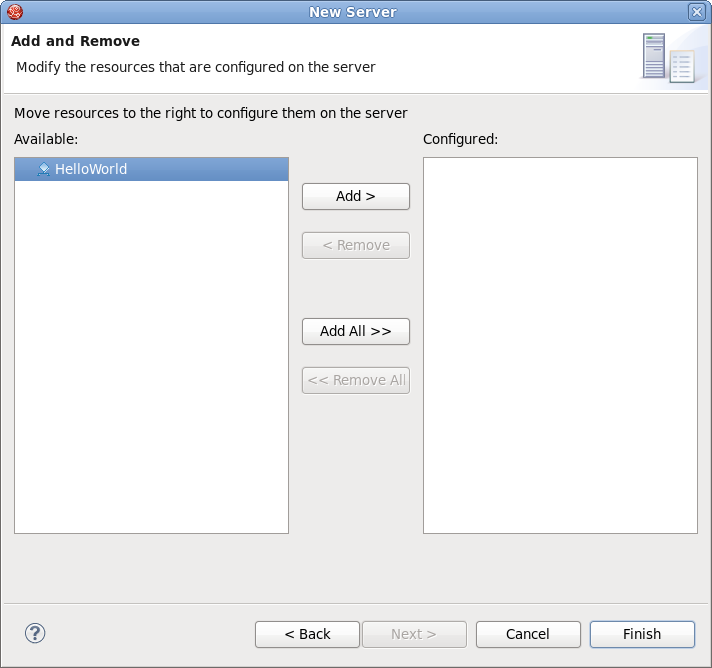 New Server
Add and Remove
Modify the resources that are configured on the server
Move resources to the right to configure them on the server
Available:
Configured:
HelloWorld
Add >
< Remove
Add All >>
<< Remove All
?
< Back
Next >
Cancel
Finish